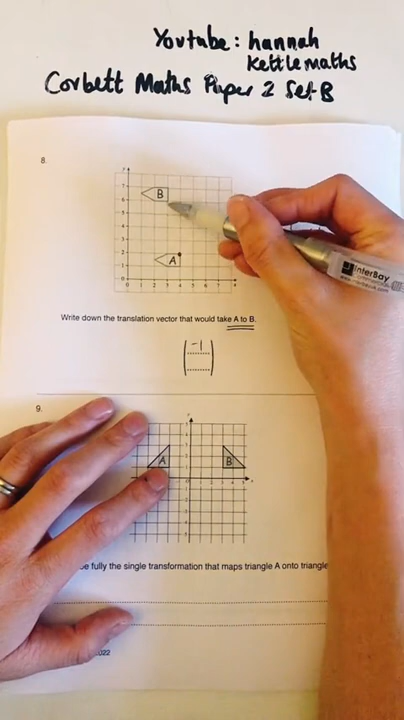 Youtube: hannah
Kettlemaths
Corbett Maths Paper 2 Set B
8.
B
A
Write down the translation vector that would take A to B.
-1
9.
A
B
fully the single transformation that maps triangle A onto triangle
2022
InterBay